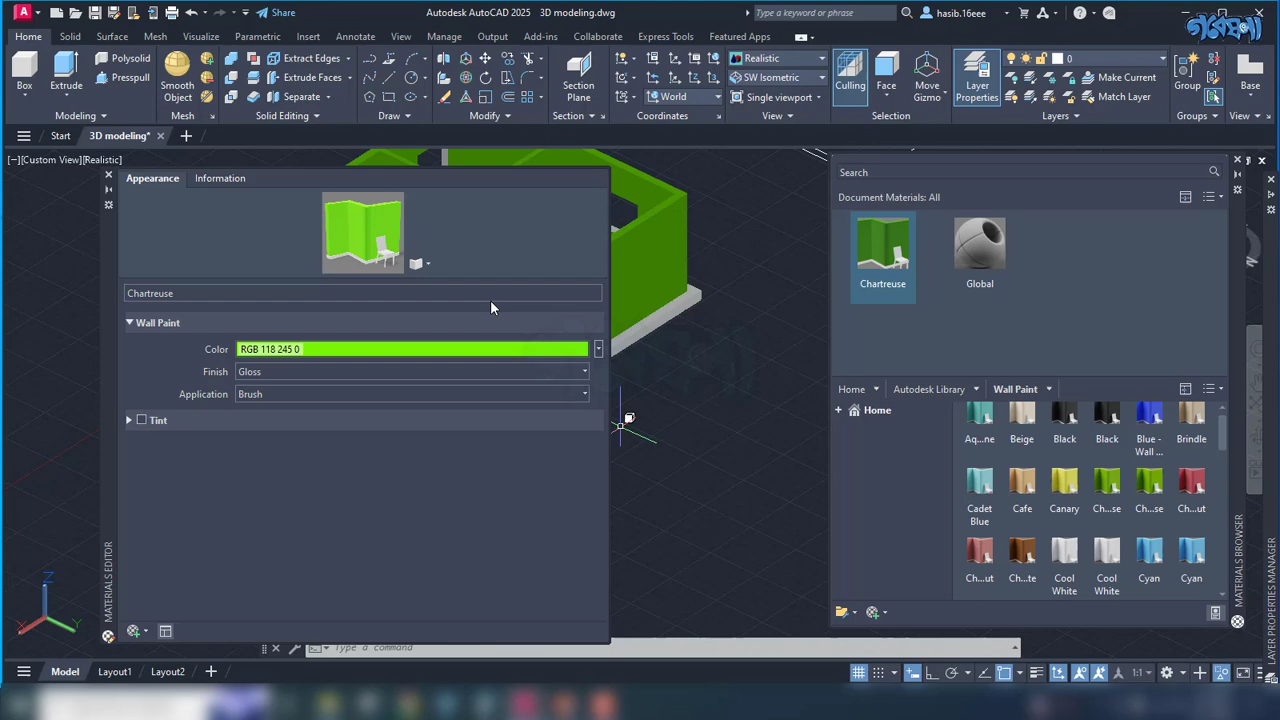 Share
Autodesk AutoCAD 2025 3D modeling.dwg
Type a keyword or phrase
hasib.16eee
গবেষণা
Home Solid Surface Mesh Visualize Parametric Insert Annotate View Manage Output Add-ins Collaborate Express Tools Featured Apps
Box
Extrude
Polysolid
Presspull
Modeling
Smooth
Object
Mesh
Extract Edges
Extrude Faces
Separate
Solid Editing
Draw
Modify
Section
Plane
Section
World
Coordinates
Realistic
SW Isometric
Single viewport
View
Culling
Face
Move
Gizmo
Selection
Layer
Properties
0
Make Current
Match Layer
Layers
Group
Groups
Base
View
Start 3D modeling*
[−][Custom View][Realistic]
Appearance Information
Chartreuse
Wall Paint
Color RGB 118 245 0
Finish Gloss
Application Brush
Tint
MATERIALS EDITOR
Search
Document Materials: All
Chartreuse Global
Home Autodesk Library Wall Paint
Home
Aq...ne Beige Black Black Blue - Wall ... Brindle
Cadet Blue Cafe Canary Ch...se Ch...se Ch...ut
Ch...ut Ch...te Cool White Cool White Cyan Cyan
MATERIALS BROWSER
LAYER PROPERTIES MANAGER
Z
X
Y
Type a command
Model Layout1 Layout2
1:1